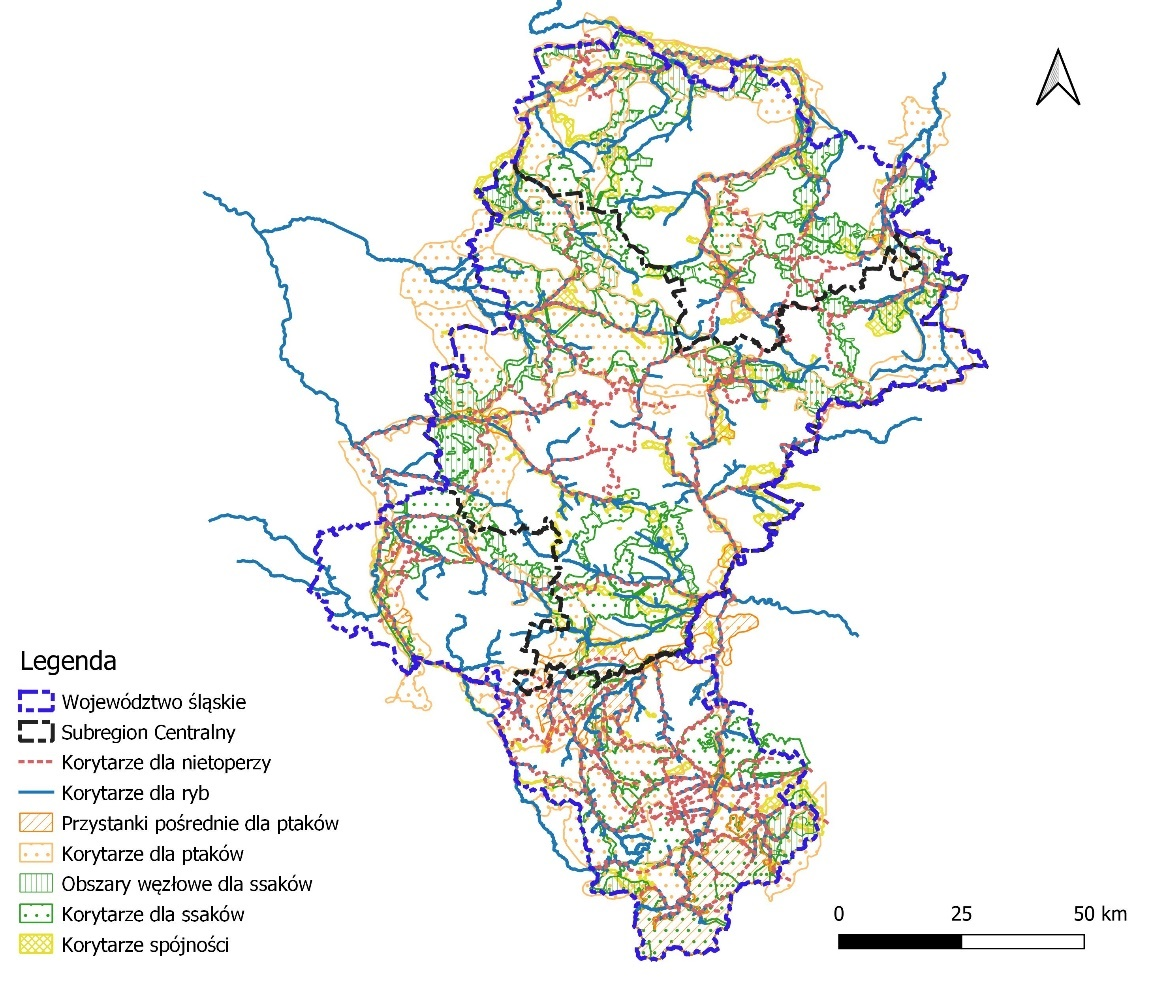 Legenda
Województwo śląskie
Subregion Centralny
Korytarze dla nietoperzy
Korytarze dla ryb
Przystanki pośrednie dla ptaków
Korytarze dla ptaków
Obszary węzłowe dla ssaków
Korytarze dla ssaków
Korytarze spójności
0 25 50 km